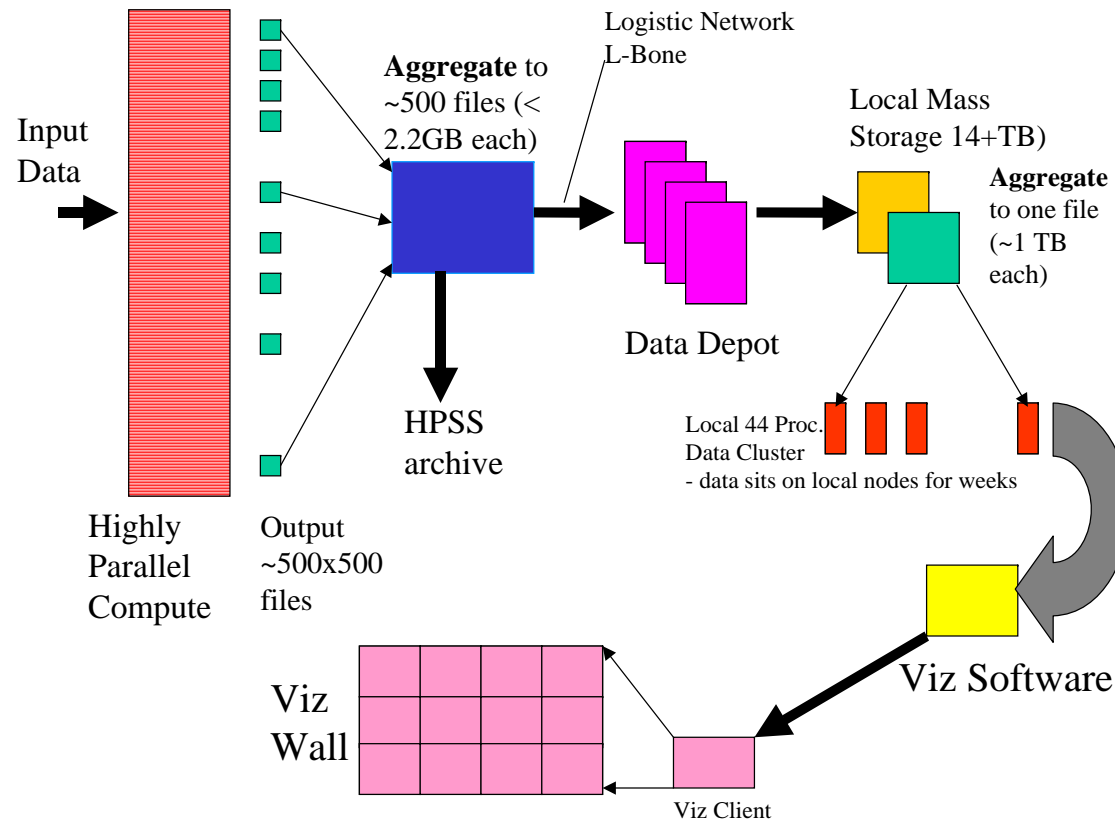 Input
Data
Highly
Parallel
Compute
Output
~500x500
files
Aggregate to
~500 files (<
2.2GB each)
HPSS
archive
Logistic Network
L-Bone
Data Depot
Local Mass
Storage 14+TB)
Aggregate
to one file
(~1 TB
each)
Local 44 Proc.
Data Cluster
- data sits on local nodes for weeks
Viz Software
Viz Client
Viz
Wall